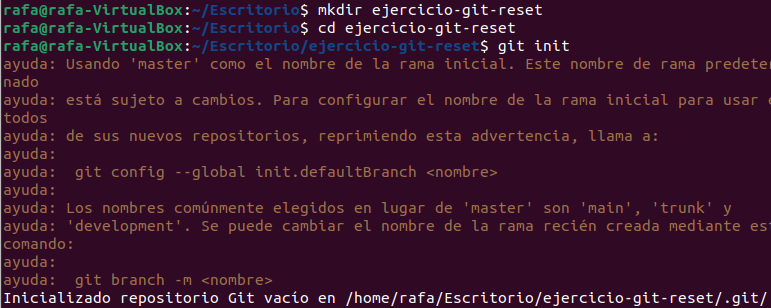 rafa@rafa-VirtualBox:~/Escritorio$ mkdir ejercicio-git-reset
rafa@rafa-VirtualBox:~/Escritorio$ cd ejercicio-git-reset
rafa@rafa-VirtualBox:~/Escritorio/ejercicio-git-reset$ git init
ayuda: Usando 'master' como el nombre de la rama inicial. Este nombre de rama predeter
nado
ayuda: está sujeto a cambios. Para configurar el nombre de la rama inicial para usar e
todos
ayuda: de sus nuevos repositorios, reprimiendo esta advertencia, llama a:
ayuda:
ayuda:  git config --global init.defaultBranch <nombre>
ayuda:
ayuda: Los nombres comúnmente elegidos en lugar de 'master' son 'main', 'trunk' y
ayuda: 'development'. Se puede cambiar el nombre de la rama recién creada mediante est
comando:
ayuda:
ayuda:  git branch -m <nombre>
Inicializado repositorio Git vacío en /home/rafa/Escritorio/ejercicio-git-reset/.git/